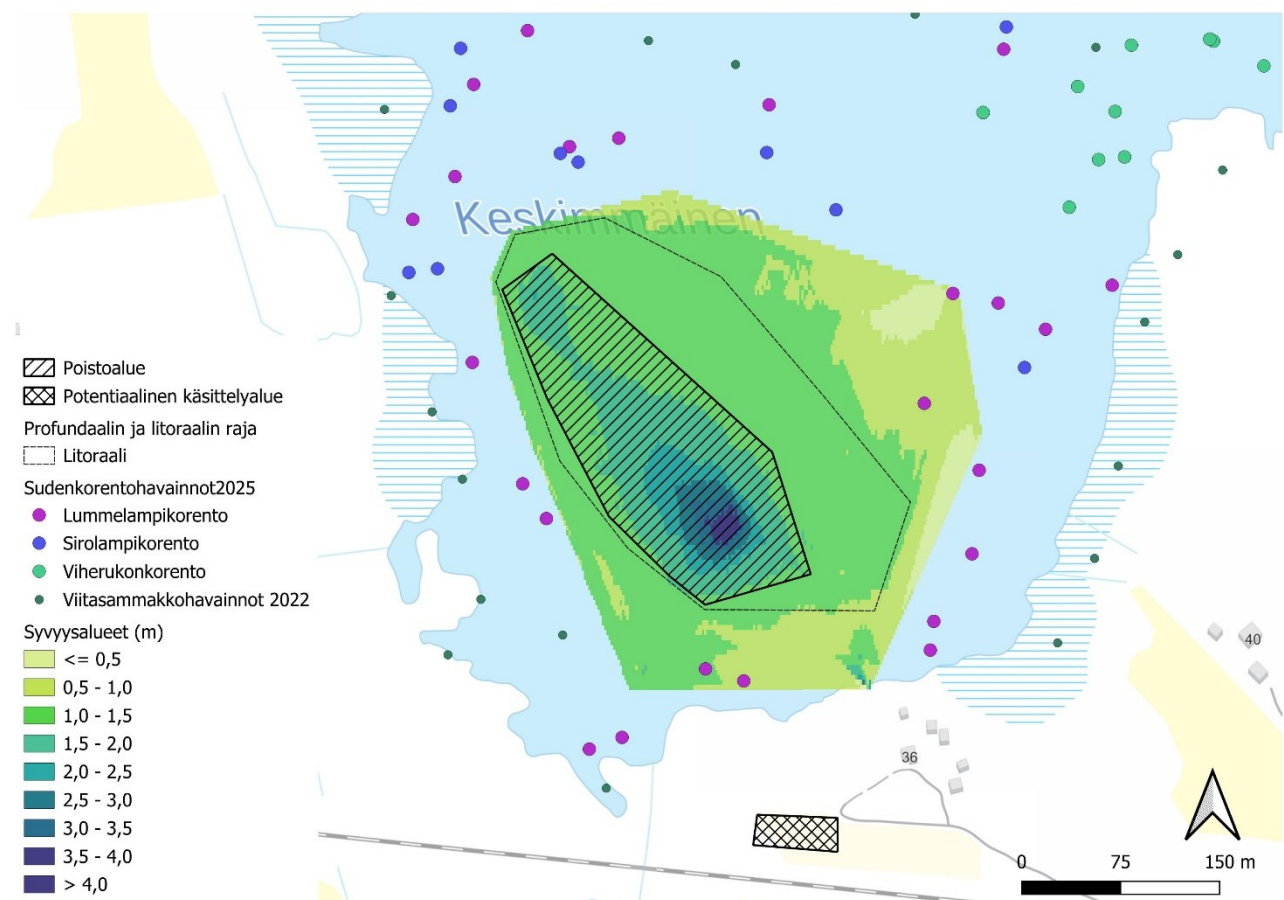 Keskimmäinen
Poistoalue
Potentiaalinen käsittelyalue
Profundaalin ja litoraalin raja
Litoraali
Sudenkorentohavainnot2025
Lummelampikorento
Sirolampikorento
Viherukonkorento
Viitasammakkohavainnot 2022
Syvyysalueet (m)
<= 0,5
0,5 - 1,0
1,0 - 1,5
1,5 - 2,0
2,0 - 2,5
2,5 - 3,0
3,0 - 3,5
3,5 - 4,0
> 4,0
40
36
0 75 150 m